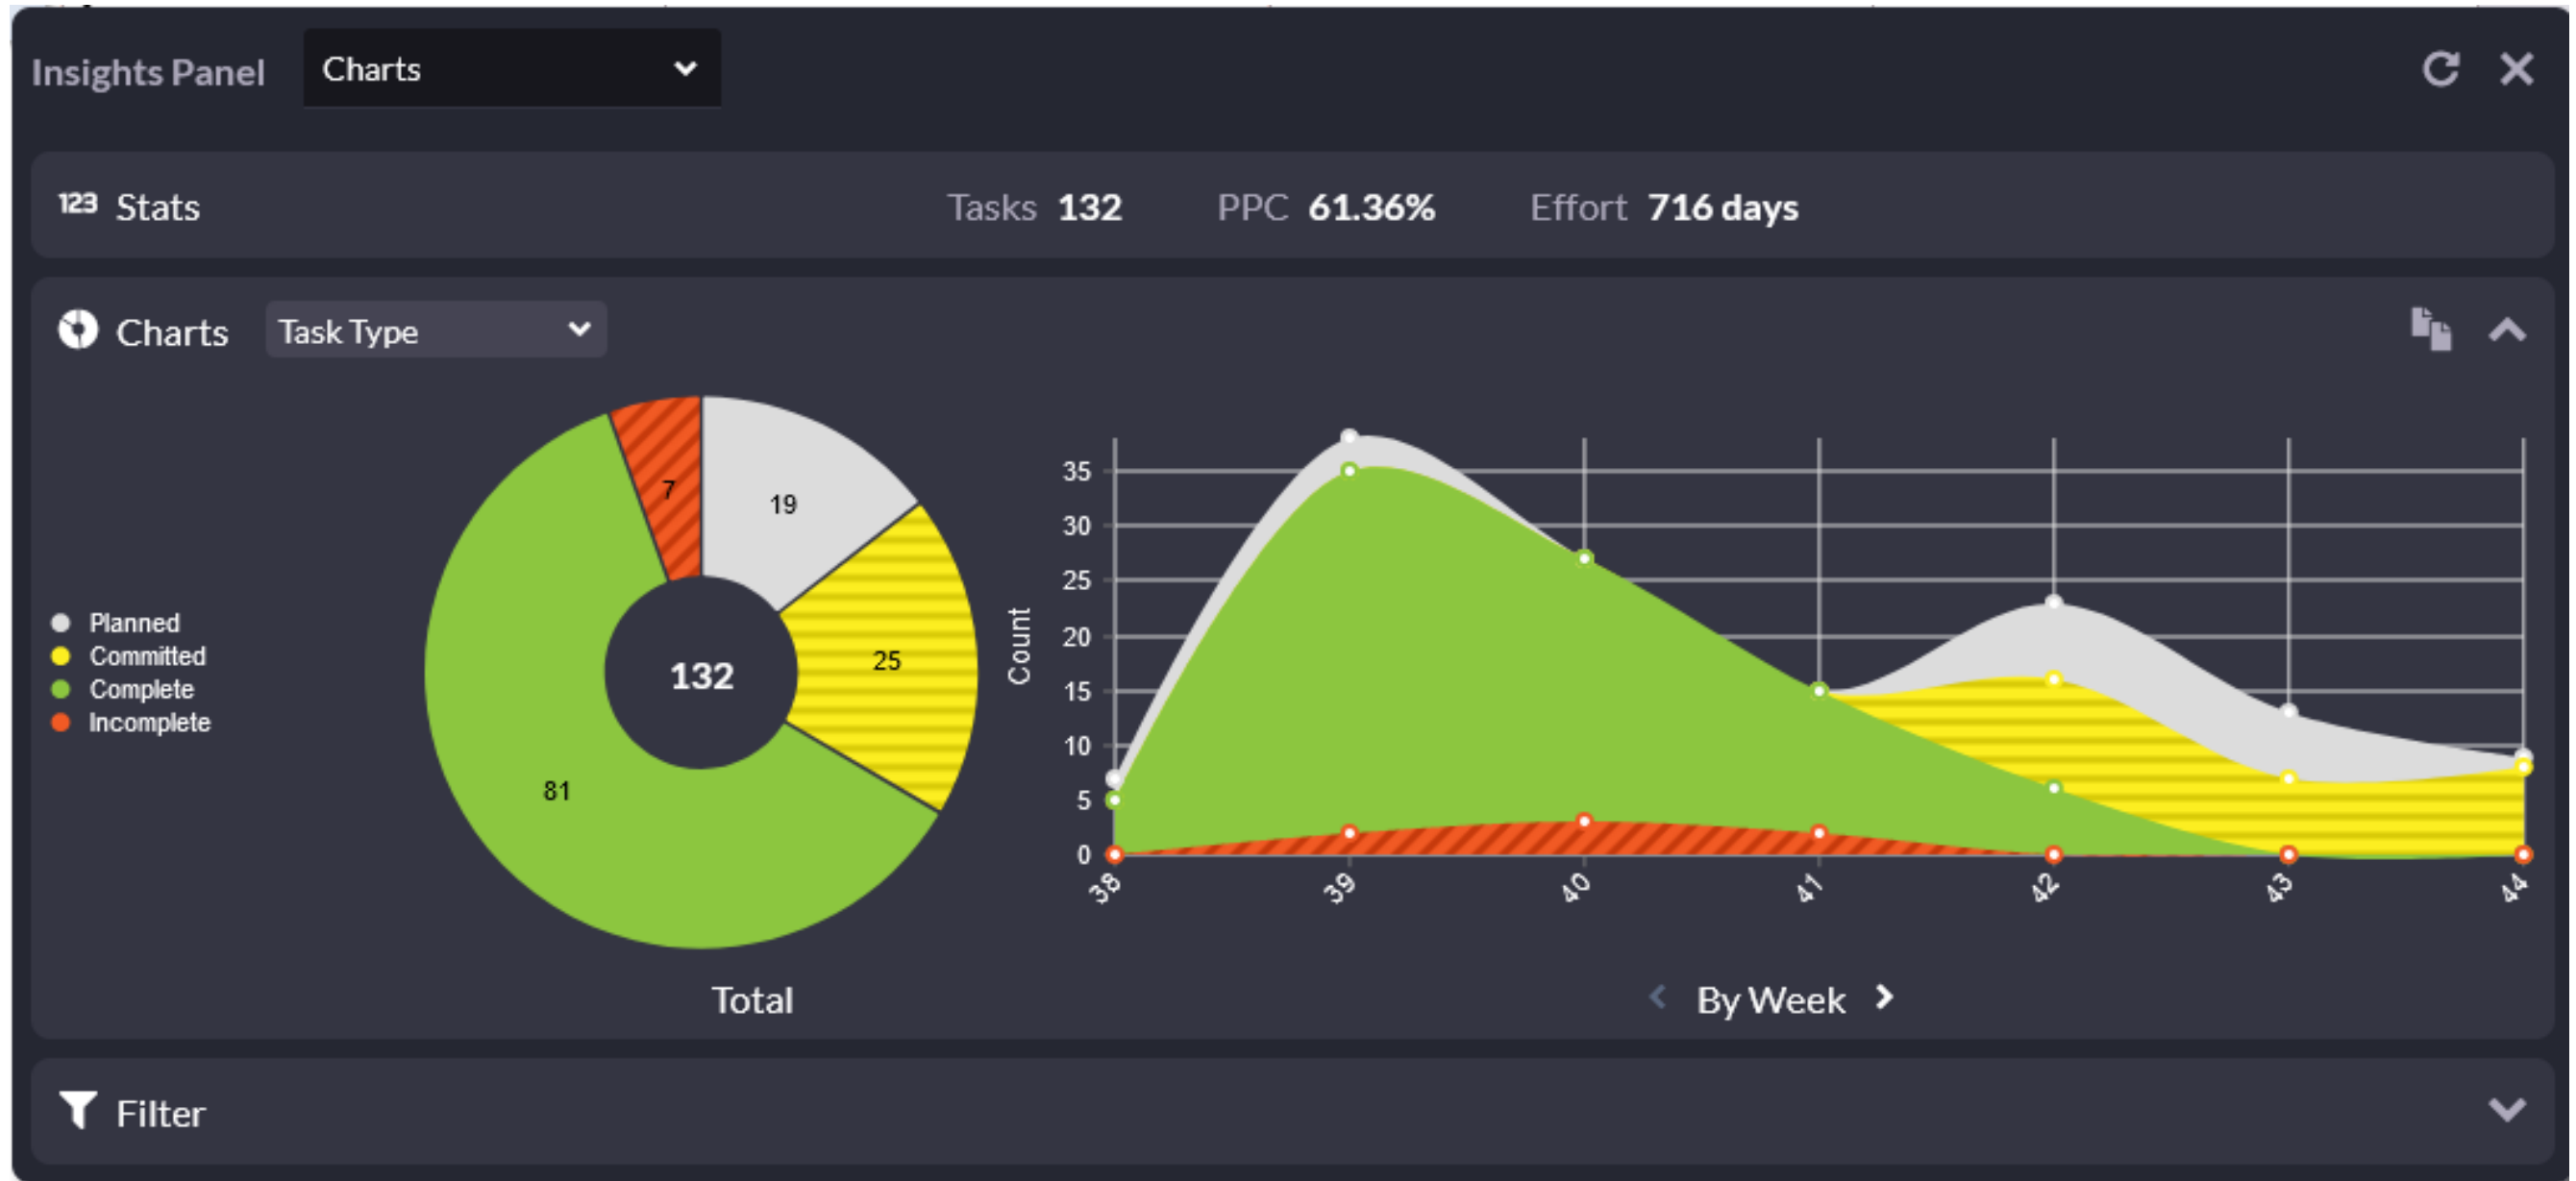 Insights Panel Charts
123 Stats Tasks 132 PPC 61.36% Effort 716 days
Charts Task Type
Planned
Committed
Complete
Incomplete
7
19
25
81
132
Total
Count
35
30
25
20
15
10
5
0
38 39 40 41 42 43 44
By Week
Filter